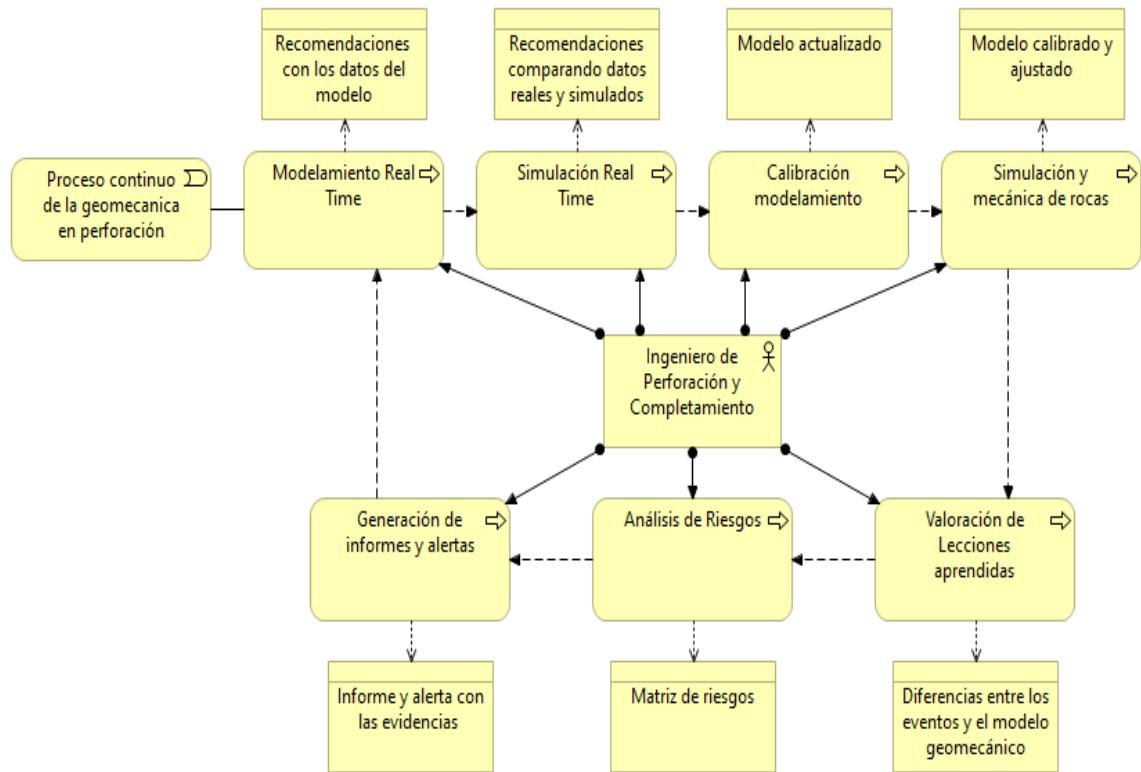 Recomendaciones
con los datos del
modelo
Recomendaciones
comparando datos
reales y simulados
Modelo actualizado
Modelo calibrado y
ajustado
Proceso continuo
de la geomecanica
en perforación
Modelamiento Real
Time
Simulación Real
Time
Calibración
modelamiento
Simulación y
mecánica de rocas
Ingeniero de
Perforación y
Completamiento
Generación de
informes y alertas
Análisis de Riesgos
Valoración de
Lecciones
aprendidas
Informe y alerta con
las evidencias
Matriz de riesgos
Diferencias entre los
eventos y el modelo
geomecánico